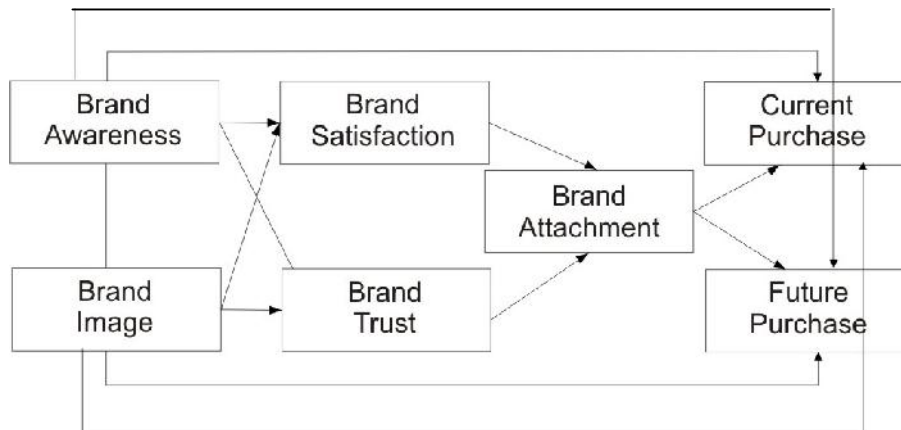 Brand
Awareness
Brand
Satisfaction
Current
Purchase
Brand
Attachment
Brand
Image
Brand
Trust
Future
Purchase